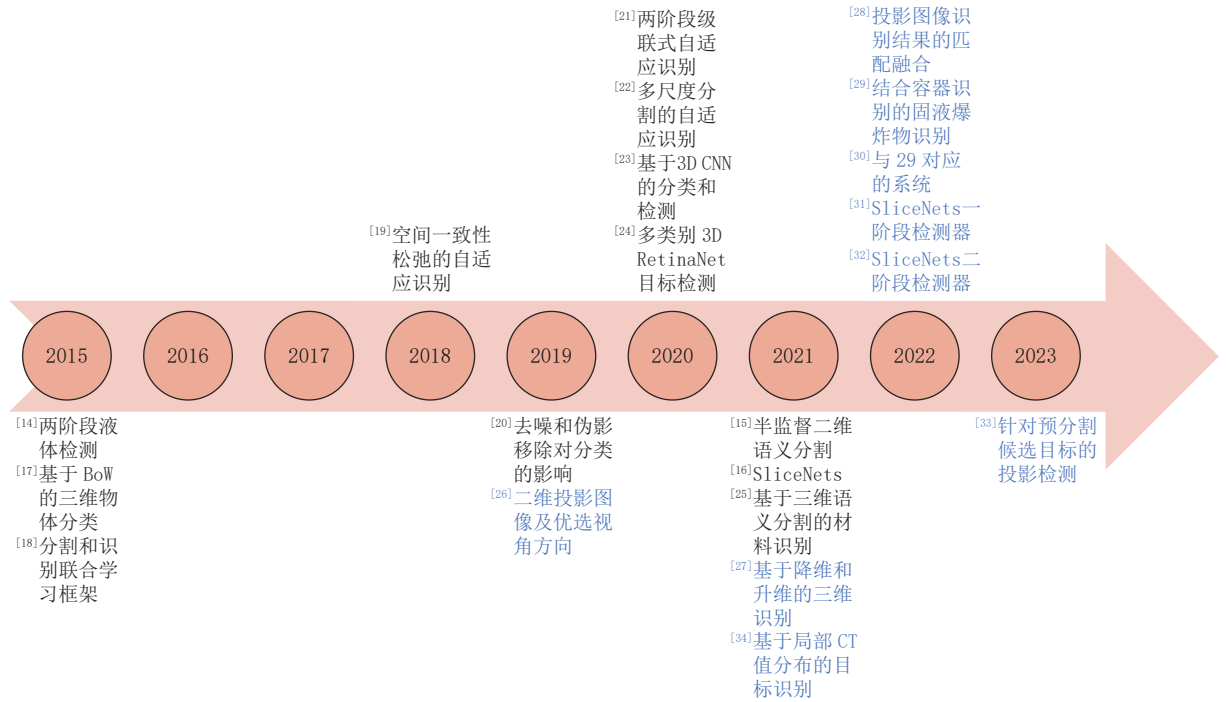 [19]空间一致性
松弛的自适
应识别
[21]两阶段级
联式自适
应识别
[22]多尺度分
割的自适
应识别
[23]基于3D CNN
的分类和
检测
[24]多类别 3D
RetinaNet
目标检测
[28]投影图像识
别结果的匹
配融合
[29]结合容器识
别的固液爆
炸物识别
[30]与 29 对应
的系统
[31]SliceNets一
阶段检测器
[32]SliceNets二
阶段检测器
2015
2016
2017
2018
2019
2020
2021
2022
2023
[14]两阶段液
体检测
[17]基于 BoW
的三维物
体分类
[18]分割和识
别联合学
习框架
[20]去噪和伪影
移除对分类
的影响
[26]二维投影图
像及优选视
角方向
[15]半监督二维
语义分割
[16]SliceNets
[25]基于三维语
义分割的材
料识别
[27]基于降维和
升维的三维
识别
[34]基于局部 CT
值分布的目
标识别
[33]针对预分割
候选目标的
投影检测